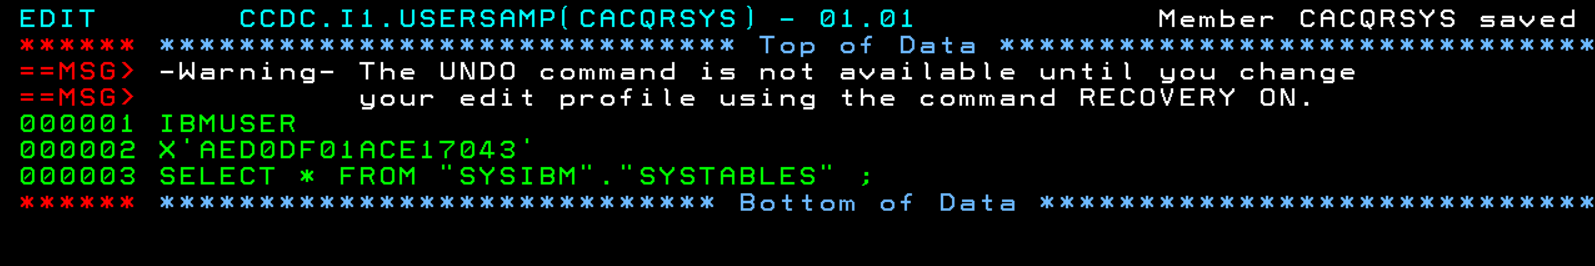 EDIT CCDC.I1.USERSAMP(CACQRSYS) - 01.01 Member CACQRSYS saved
****** ***************************** Top of Data ******************************
==MSG> -Warning- The UNDO command is not available until you change
==MSG> your edit profile using the command RECOVERY ON.
000001 IBMUSER
000002 X'AED0DF01ACE17043'
000003 SELECT * FROM "SYSIBM"."SYSTABLES" ;
****** **************************** Bottom of Data ****************************